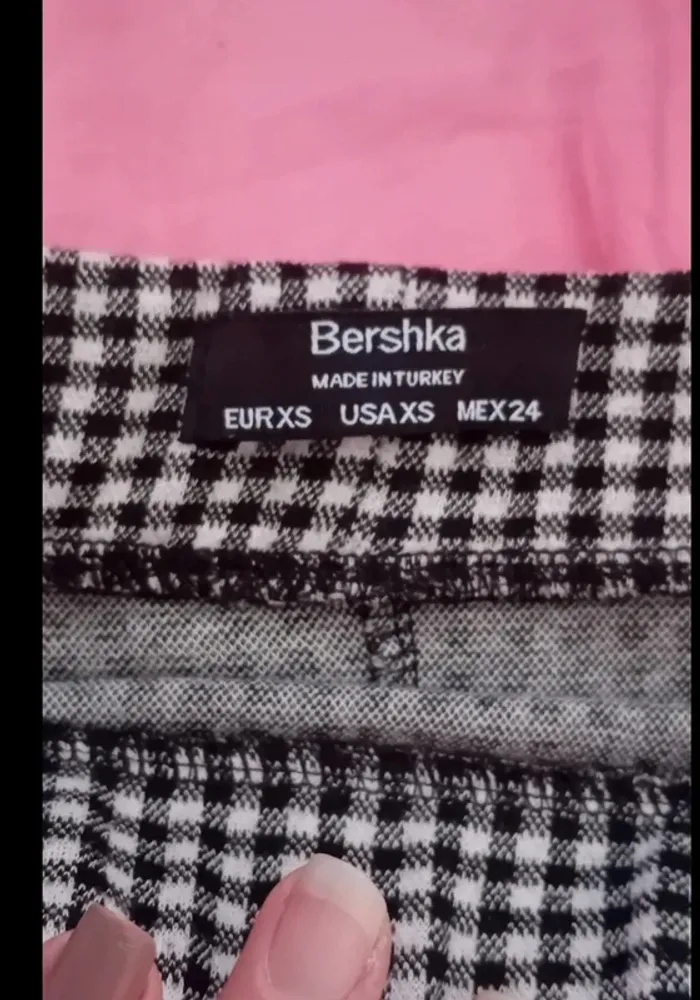 Bershka
MADE IN TURKEY
EUR XS USA XS MEX 24